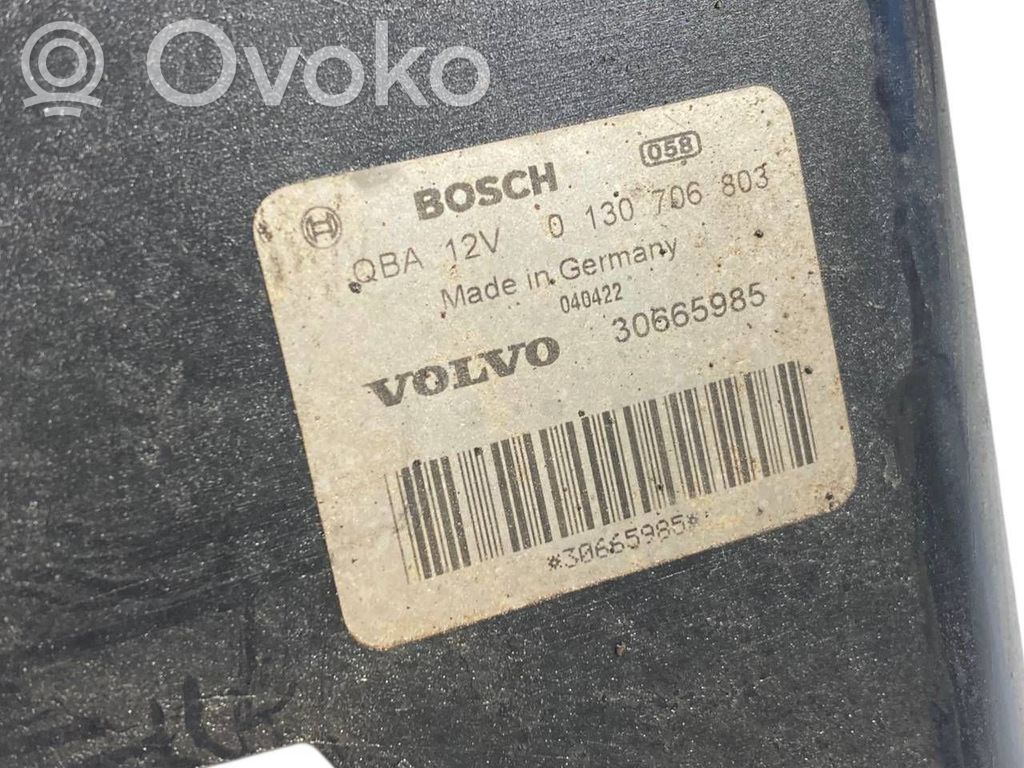 Ovoko
058
BOSCH
QBA 12V 0 130 706 803
Made in Germany
040422
VOLVO 30665985
*30665985*